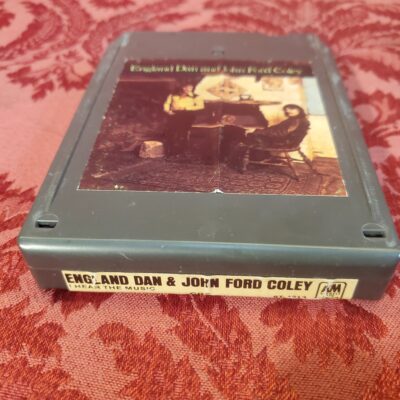 England Dan and John Ford Coley
ENGLAND DAN & JOHN FORD COLEY
I HEAR THE MUSIC
A&M